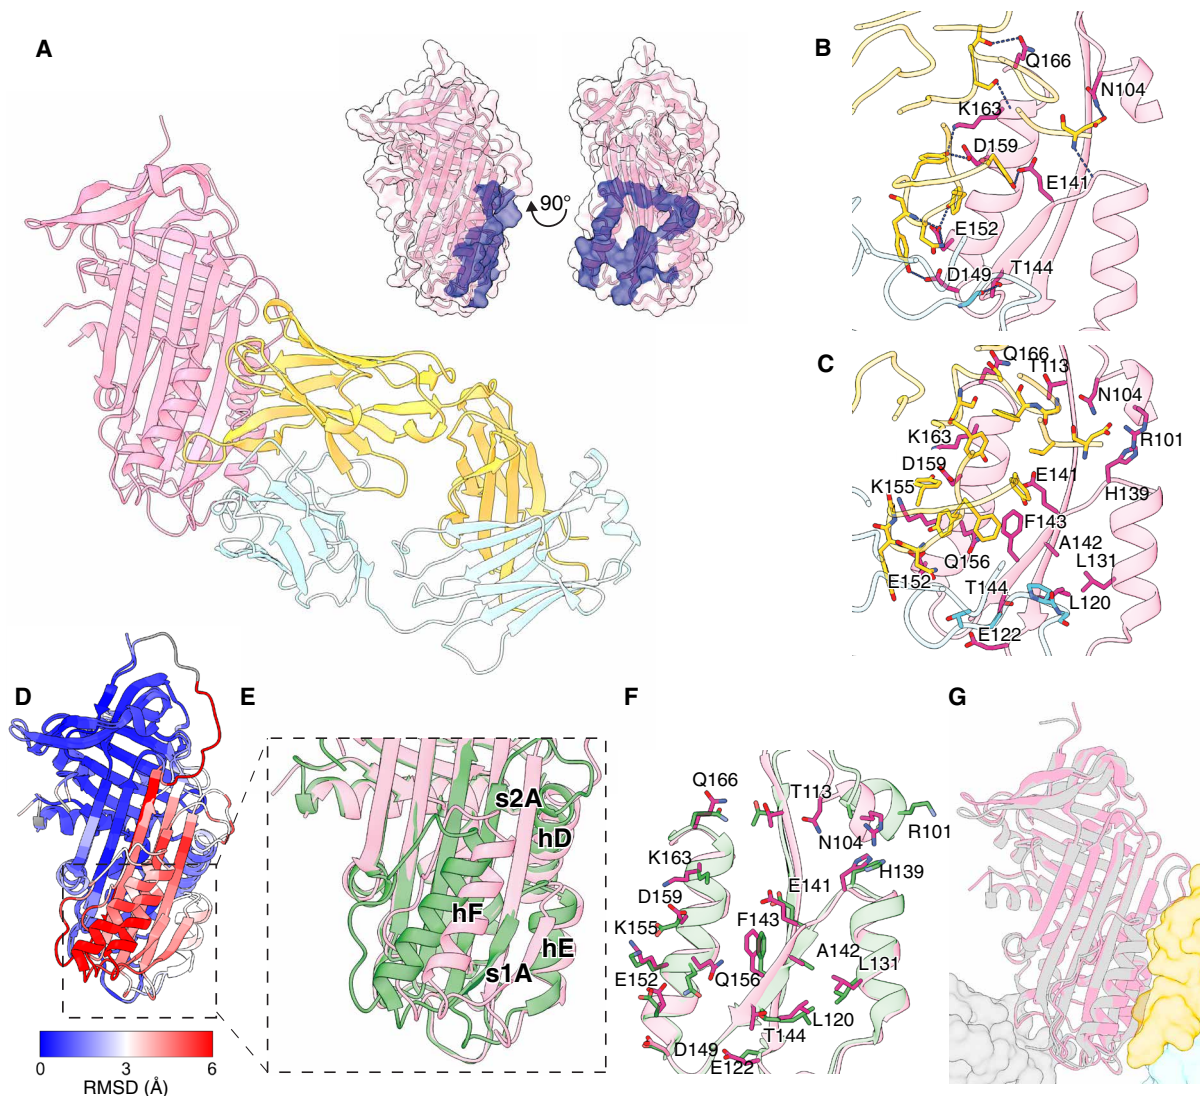 A
90°
B
Q166
N104
K163
D159
E141
E152
D149
T144
C
Q166
T113
N104
R101
K163
D159
E141
H139
K155
F143
A142
Q156
L131
E152
T144
L120
E122
D
0 3 6
RMSD (Å)
E
s2A
hD
hF
hE
s1A
F
Q166
T113
N104
R101
K163
E141
H139
D159
F143
K155
A142
L131
E152
Q156
L120
T144
D149
E122
G